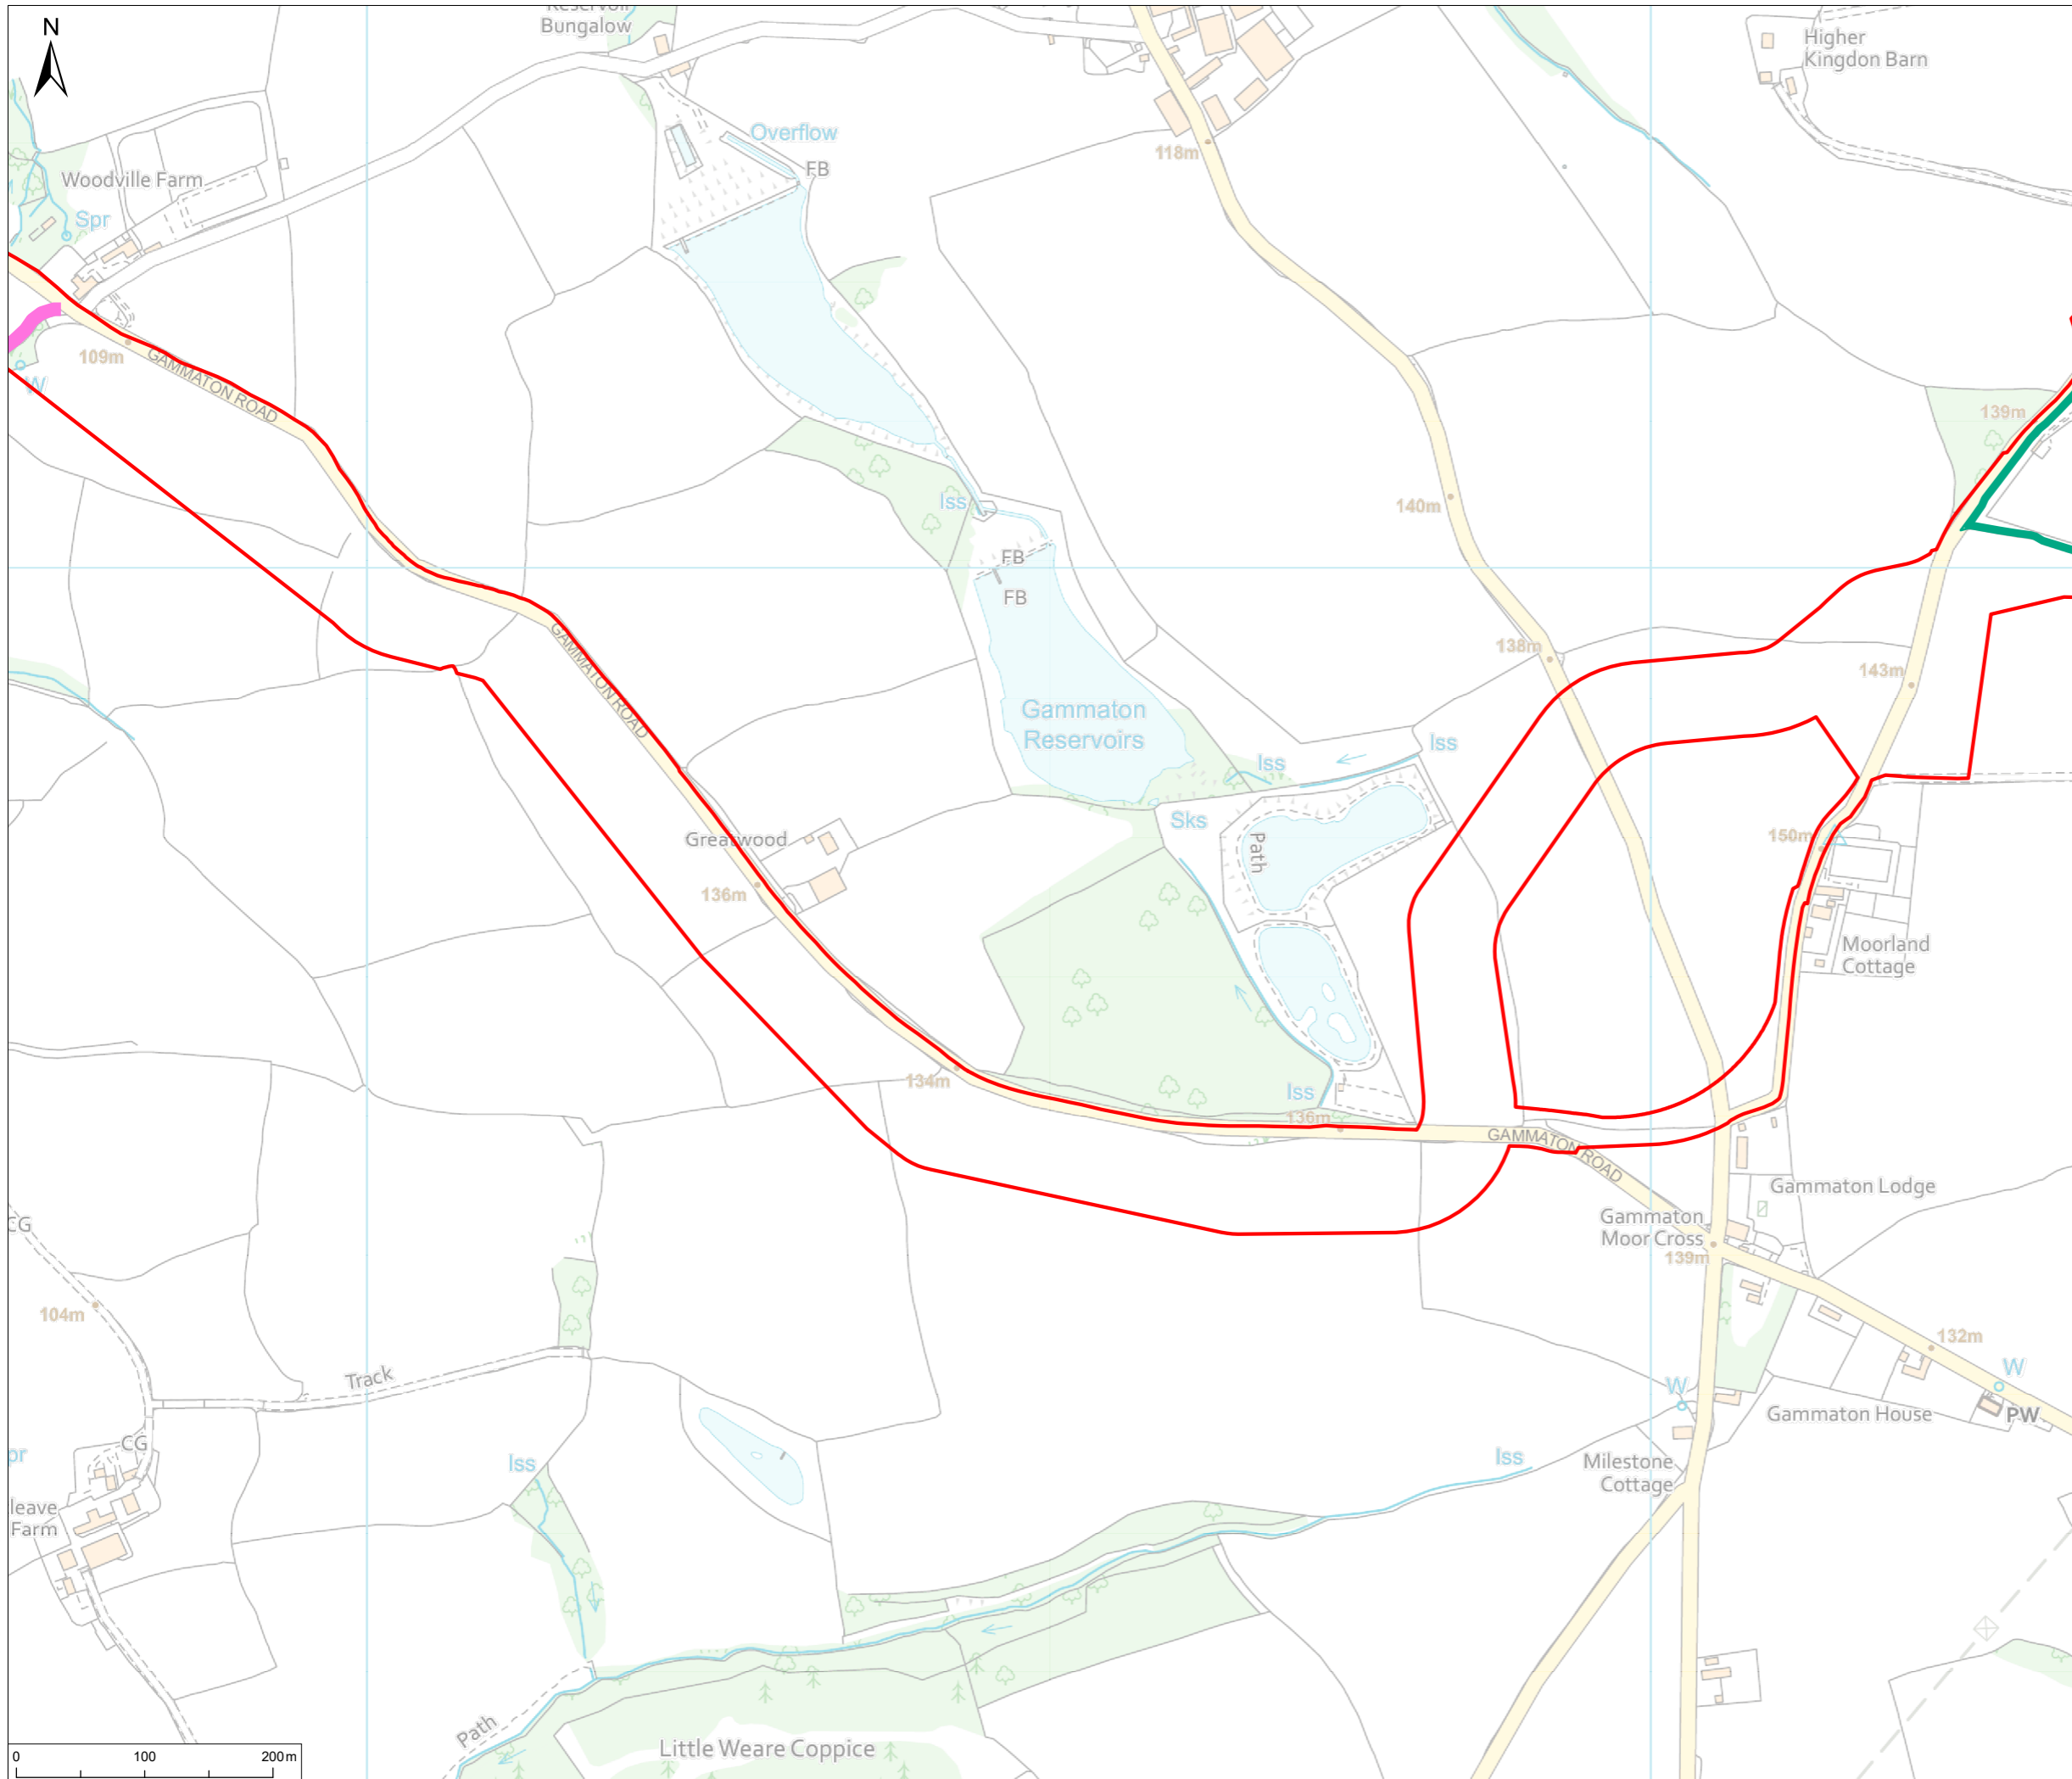 N
Reservoir
Bungalow
Higher
Kingdon Barn
Overflow
FB
118m
Woodville Farm
Spr
109m
W
GAMMATON ROAD
139m
Iss
140m
FB
FB
GAMMATON ROAD
138m
143m
Gammaton
Reservoirs
Iss
Iss
Sks
Path
Greatwood
136m
150m
Moorland
Cottage
134m
Iss
136m
GAMMATON ROAD
Gammaton Lodge
Gammaton
Moor Cross
139m
CG
104m
132m
W
W
Track
Gammaton House
PW
CG
pr
Iss
Iss
Milestone
Cottage
leave
Farm
Path
Little Weare Coppice
0 100 200m